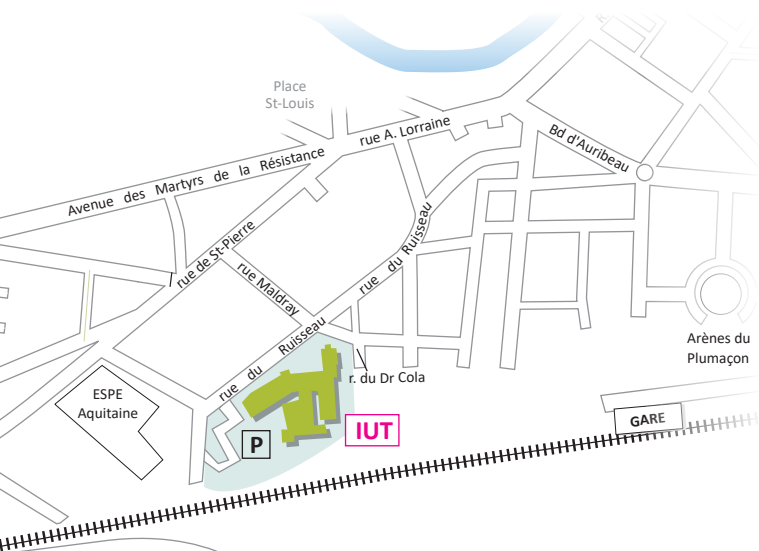 Place
St-Louis
rue A. Lorraine
Bd d'Auribeau
Avenue des Martyrs de la Résistance
rue de St-Pierre
rue du Ruisseau
rue Maldray
rue du Ruisseau
Arènes du
Plumaçon
r. du Dr Cola
ESPE
Aquitaine
GARE
IUT
P